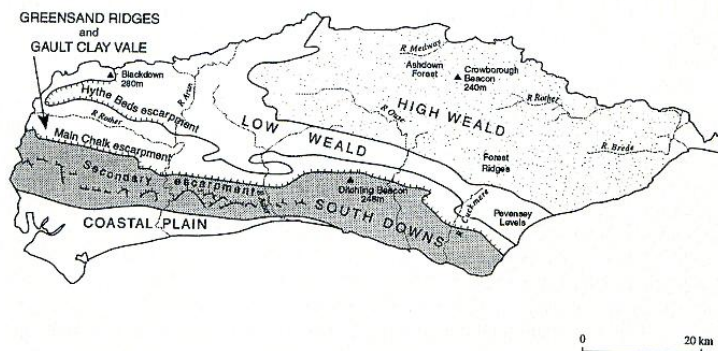 GREENSAND RIDGES
and
GAULT CLAY VALE
Blackdown
280m
Hythe Beds escarpment
R Rother
R Arun
Main Chalk escarpment
Secondary escarpment
COASTAL PLAIN
LOW WEALD
R Ouse
Ditchling Beacon
248m
SOUTH DOWNS
R Medway
Ashdown
Forest
Crowborough
Beacon
240m
HIGH WEALD
R Rother
R Brede
Forest
Ridges
R Cuckmere
Pevensey
Levels
0 20 km